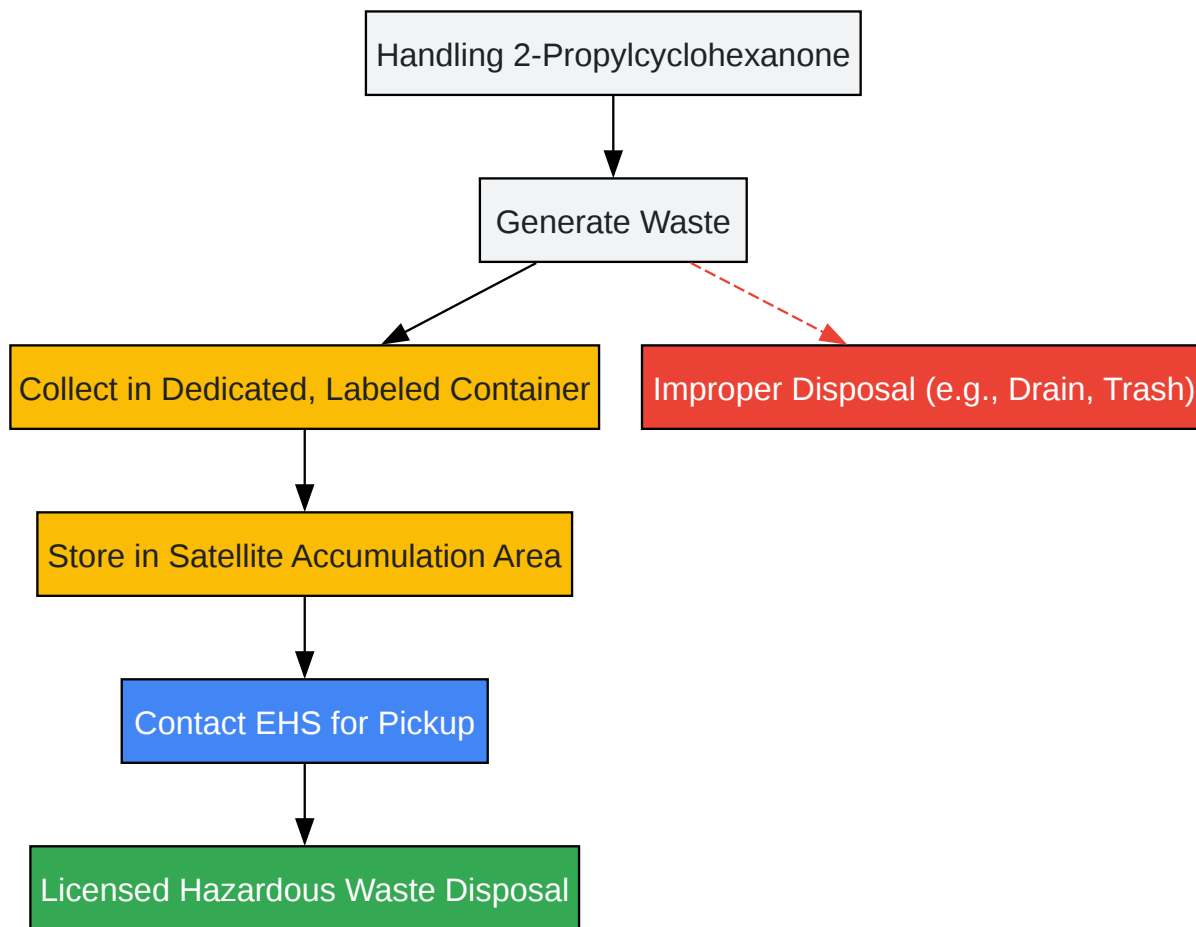 Handling 2-Propylcyclohexanone
Generate Waste
Collect in Dedicated, Labeled Container
Improper Disposal (e.g., Drain, Trash)
Store in Satellite Accumulation Area
Contact EHS for Pickup
Licensed Hazardous Waste Disposal